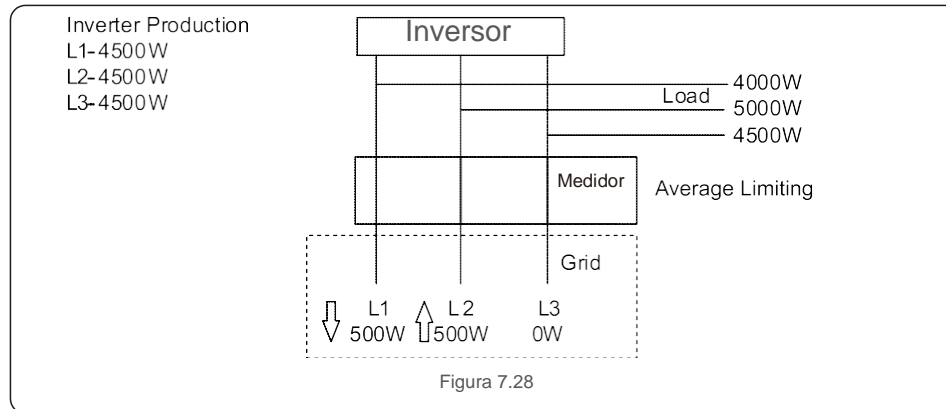 Inverter Production
L1-4500W
L2-4500W
L3-4500W
Inversor
4000W
Load
5000W
4500W
Medidor
Average Limiting
Grid
L1 L2 L3
500W 500W 0W
Figura 7.28